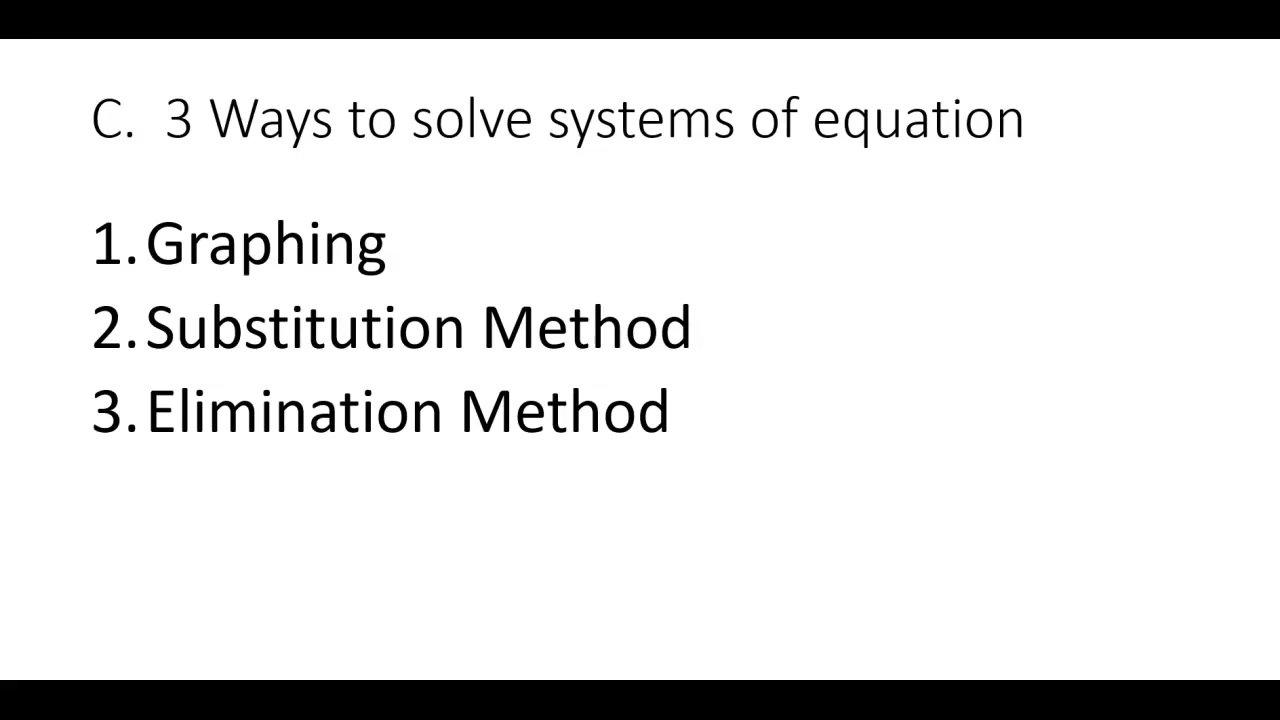 C. 3 Ways to solve systems of equation
1. Graphing
2. Substitution Method
3. Elimination Method